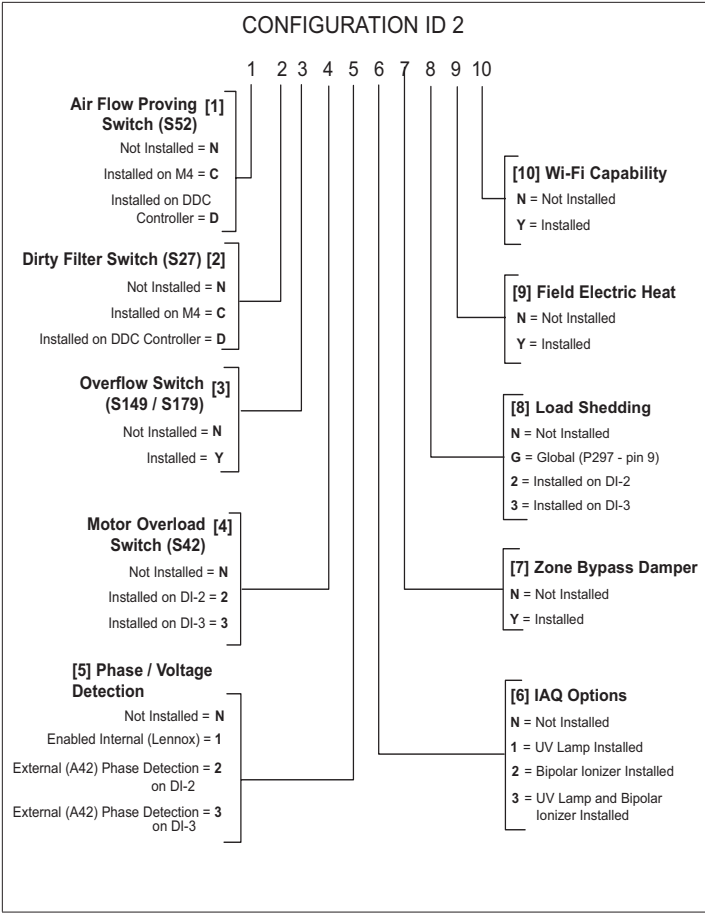 CONFIGURATION ID 2
1 2 3 4 5 6 7 8 9 10
Air Flow Proving [1]
Switch (S52)
Not Installed = N
Installed on M4 = C
Installed on DDC
Controller = D
Dirty Filter Switch (S27) [2]
Not Installed = N
Installed on M4 = C
Installed on DDC Controller = D
Overflow Switch [3]
(S149 / S179)
Not Installed = N
Installed = Y
Motor Overload [4]
Switch (S42)
Not Installed = N
Installed on DI-2 = 2
Installed on DI-3 = 3
[5] Phase / Voltage
Detection
Not Installed = N
Enabled Internal (Lennox) = 1
External (A42) Phase Detection = 2
on DI-2
External (A42) Phase Detection = 3
on DI-3
[10] Wi-Fi Capability
N = Not Installed
Y = Installed
[9] Field Electric Heat
N = Not Installed
Y = Installed
[8] Load Shedding
N = Not Installed
G = Global (P297 - pin 9)
2 = Installed on DI-2
3 = Installed on DI-3
[7] Zone Bypass Damper
N = Not Installed
Y = Installed
[6] IAQ Options
N = Not Installed
1 = UV Lamp Installed
2 = Bipolar Ionizer Installed
3 = UV Lamp and Bipolar
Ionizer Installed